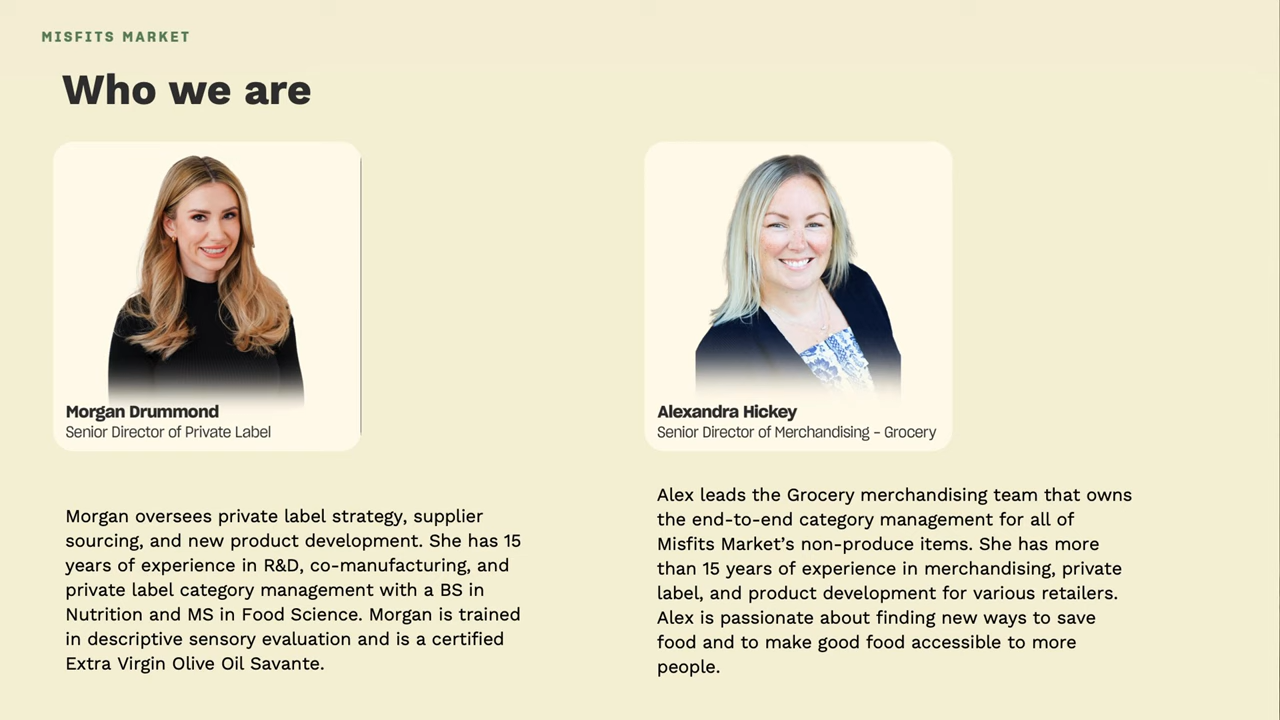 MISFITS MARKET
Who we are
Morgan Drummond
Senior Director of Private Label
Morgan oversees private label strategy, supplier
sourcing, and new product development. She has 15
years of experience in R&D, co-manufacturing, and
private label category management with a BS in
Nutrition and MS in Food Science. Morgan is trained
in descriptive sensory evaluation and is a certified
Extra Virgin Olive Oil Savante.
Alexandra Hickey
Senior Director of Merchandising – Grocery
Alex leads the Grocery merchandising team that owns
the end-to-end category management for all of
Misfits Market’s non-produce items. She has more
than 15 years of experience in merchandising, private
label, and product development for various retailers.
Alex is passionate about finding new ways to save
food and to make good food accessible to more
people.